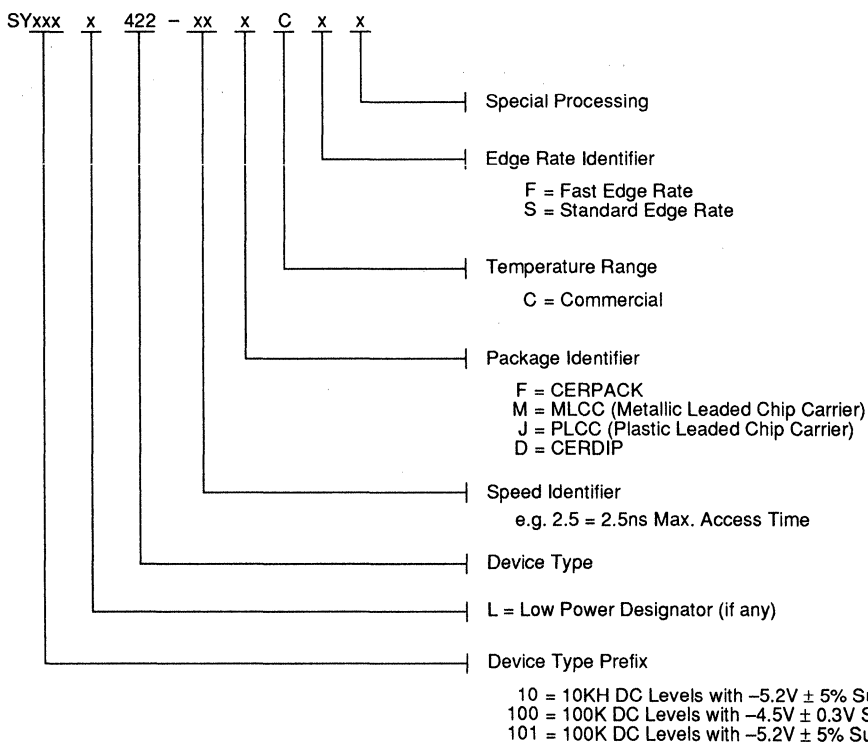 SYxxx x 422 – xx x C x x
Special Processing
Edge Rate Identifier
F = Fast Edge Rate
S = Standard Edge Rate
Temperature Range
C = Commercial
Package Identifier
F = CERPACK
M = MLCC (Metallic Leaded Chip Carrier)
J = PLCC (Plastic Leaded Chip Carrier)
D = CERDIP
Speed Identifier
e.g. 2.5 = 2.5ns Max. Access Time
Device Type
L = Low Power Designator (if any)
Device Type Prefix
10 = 10KH DC Levels with –5.2V ± 5%
100 = 100K DC Levels with –4.5V ± 0.3V
101 = 100K DC Levels with –5.2V ± 5%